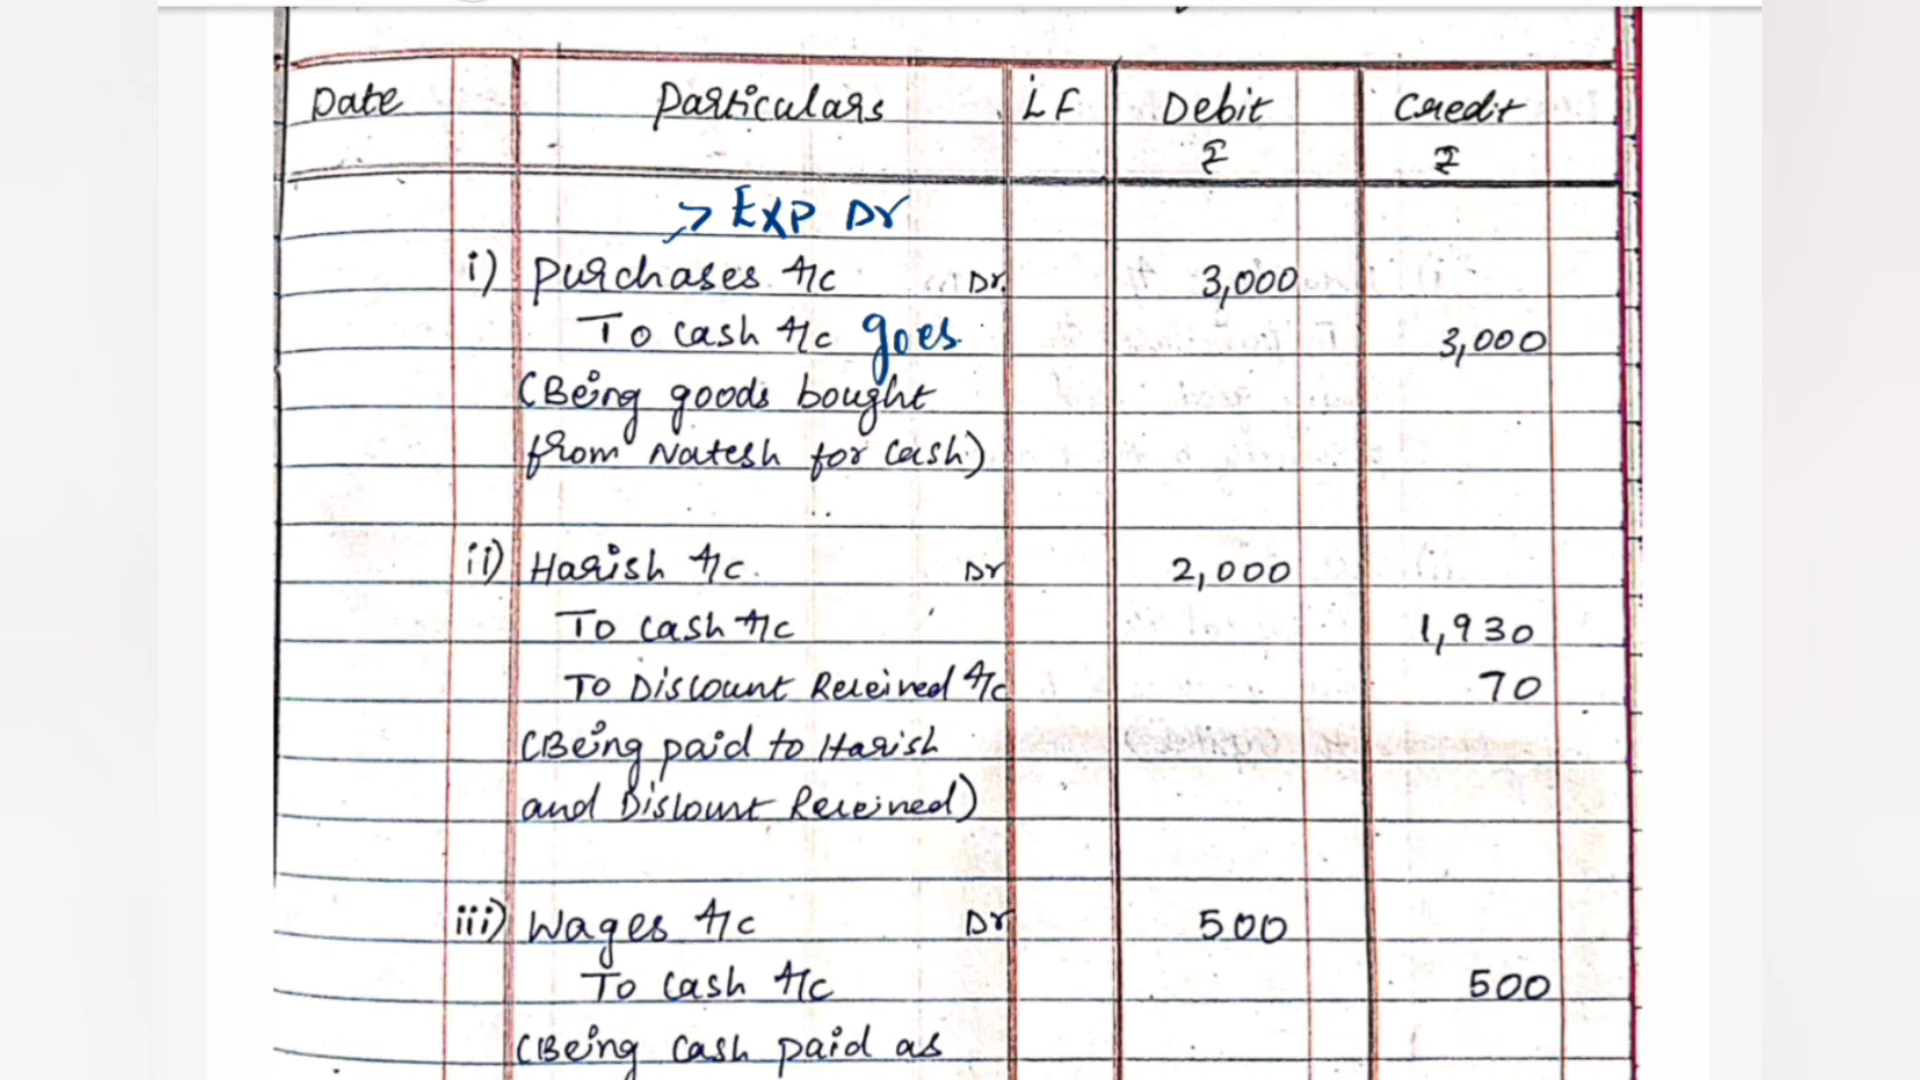 Date Particulars L F Debit Credit
₹ ₹
> Exp Dr
i) Purchases A/c Dr. 3,000
To cash A/c goes 3,000
(Being goods bought
from Natesh for cash)
ii) Harish A/c. Dr 2,000
To cash A/c 1,930
To Discount Received A/c 70
(Being paid to Harish
and Discount Received)
iii) Wages A/c Dr 500
To cash A/c 500
(Being cash paid as